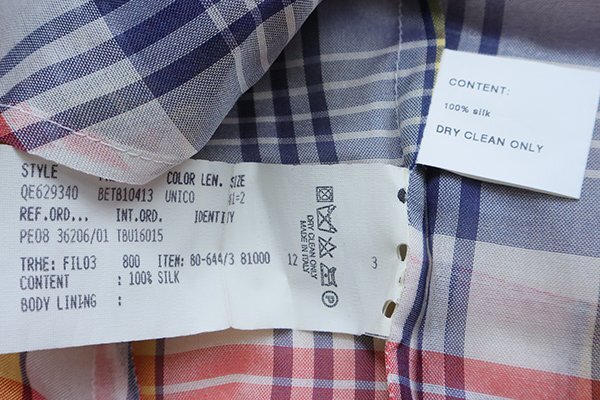 CONTENT:
100% silk
DRY CLEAN ONLY
STYLE COLOR LEN. SIZE
QE629340 BET810413 UNICO =2
REF.ORD... INT.ORD. IDENTITY
PE08 36206/01 TBU16015
TRHE: FIL03 800 ITEM: 80-644/3 81000 12 3
CONTENT : 100% SILK
BODY LINING :
DRY CLEAN ONLY
MADE IN ITALY
P